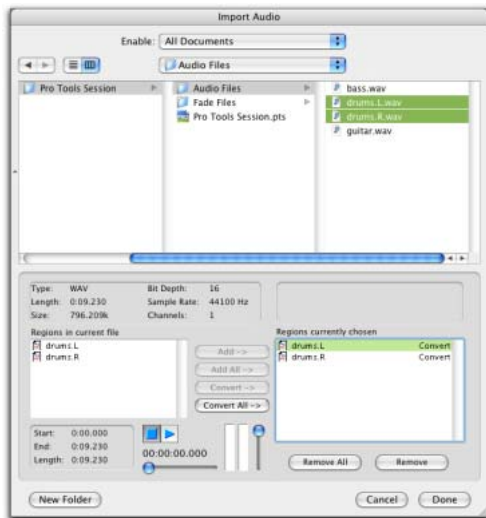 Import Audio
Enable: All Documents
Audio Files
Pro Tools Session
Audio Files
Fade Files
Pro Tools Session.pts
bass.wav
drums.L.wav
drums.R.wav
guitar.wav
Type: WAV Bit Depth: 16
Length: 0:09.230 Sample Rate: 44100 Hz
Size: 796.209k Channels: 1
Regions in current file
drums.L
drums.R
Add ->
Add All ->
Convert ->
Convert All ->
Regions currently chosen
drums.L Convert
drums.R Convert
Start: 0:00.000
End: 0:09.230
Length: 0:09.230
00:00:00.000
Remove All Remove
New Folder Cancel Done